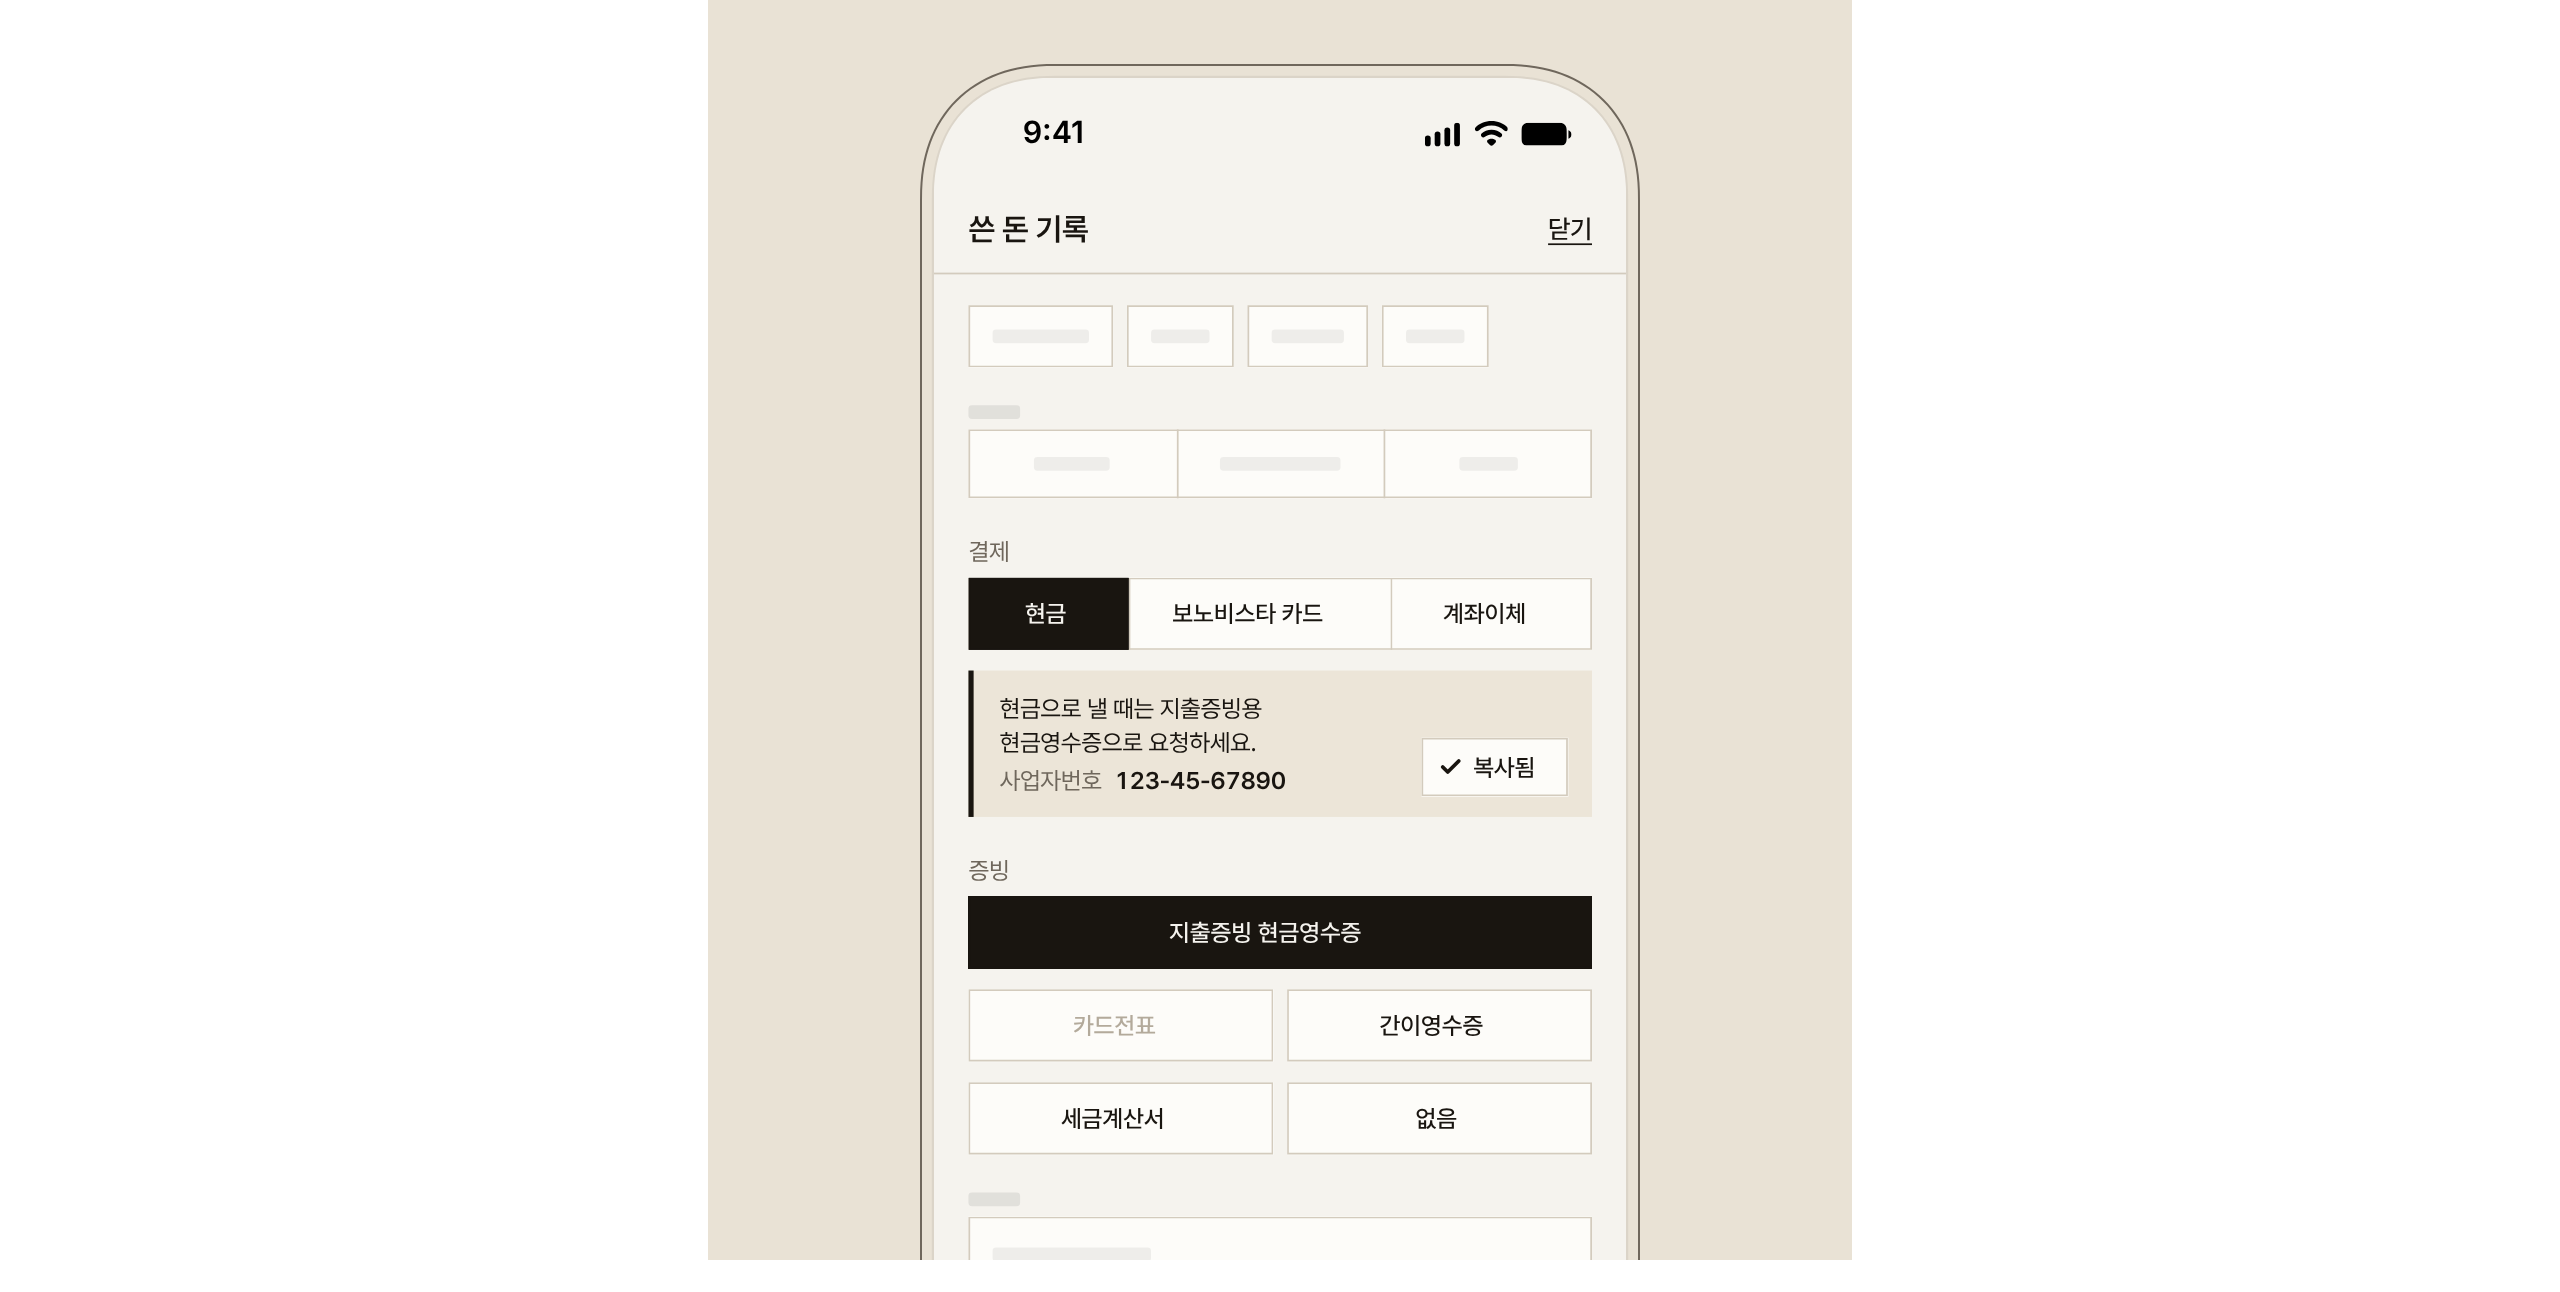 9:41
쓴 돈 기록
닫기
결제
현금
보노비스타 카드
계좌이체
현금으로 낼 때는 지출증빙용
현금영수증으로 요청하세요.
사업자번호 123-45-67890
복사됨
증빙
지출증빙 현금영수증
카드전표
간이영수증
세금계산서
없음